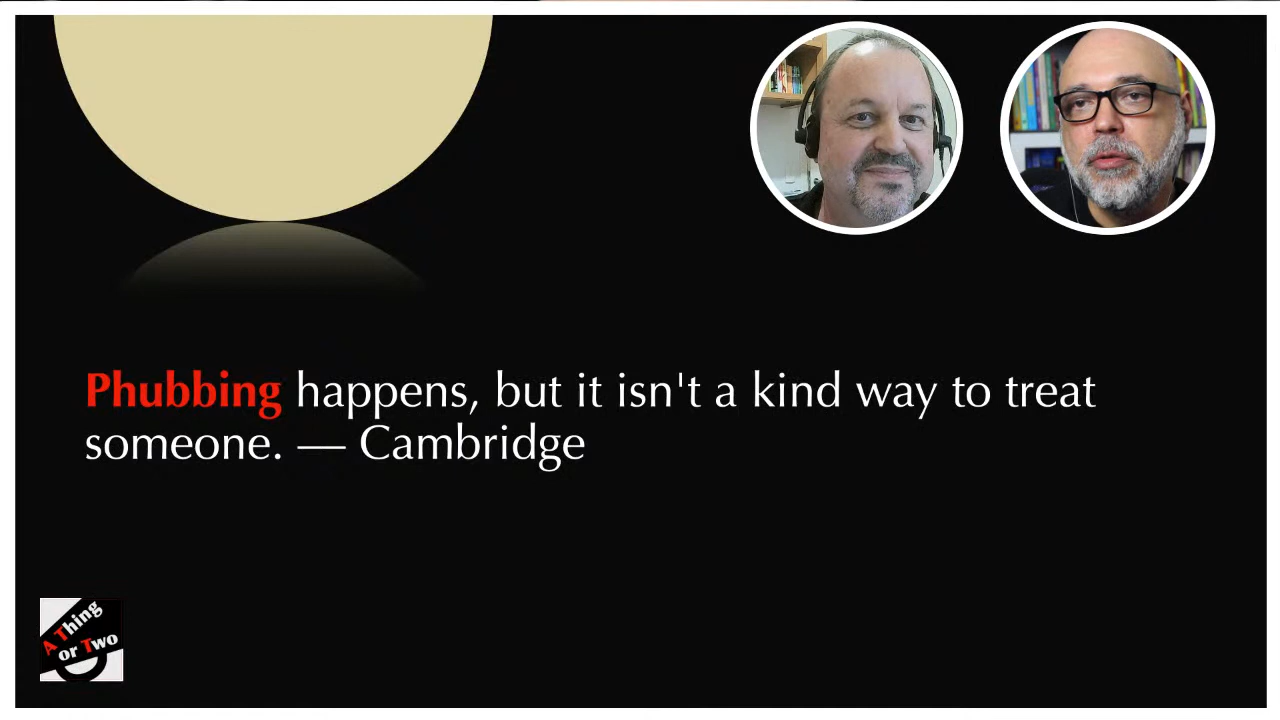 Phubbing happens, but it isn't a kind way to treat
someone. — Cambridge
A Thing
or Two